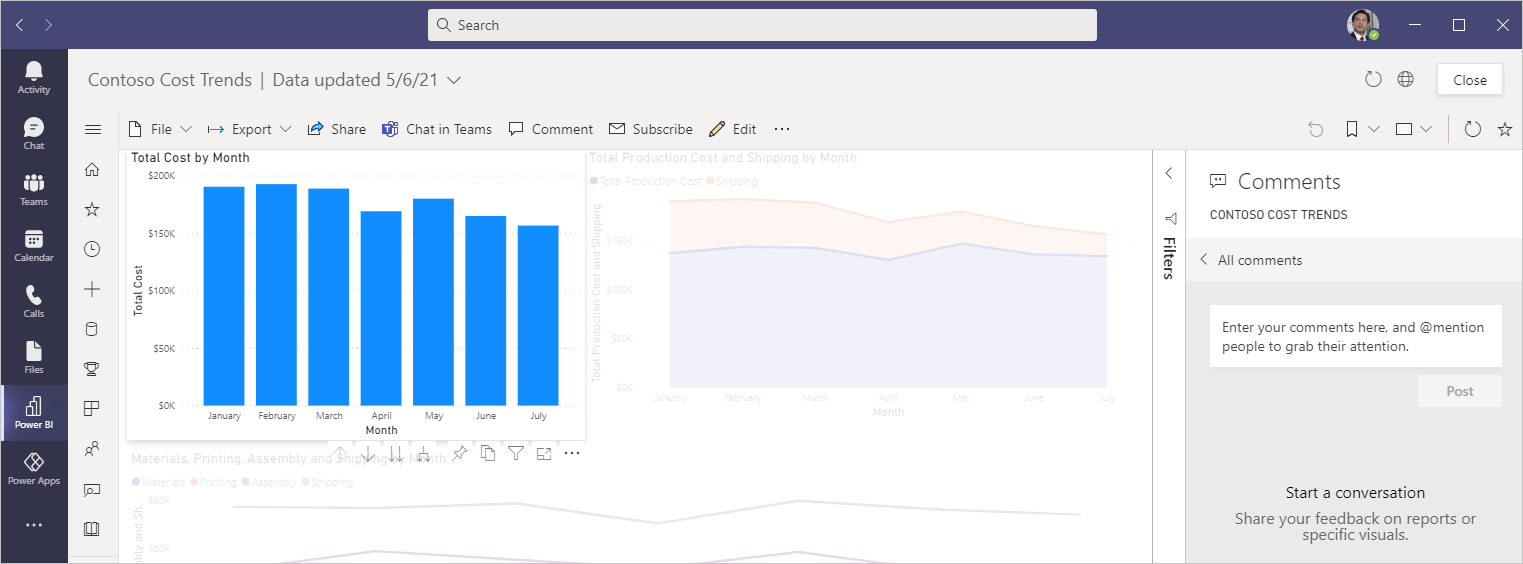 Search
Activity
Chat
Teams
Calendar
Calls
Files
Power BI
Power Apps
Contoso Cost Trends | Data updated 5/6/21
Close
File
Export
Share
Chat in Teams
Comment
Subscribe
Edit
Total Cost by Month
$200K
$150K
$100K
$50K
$0K
Total Cost
January February March April May June July
Month
Total Production Cost and Shipping by Month
Total Production Cost Shipping
Total Production Cost and Shipping
$150K
$100K
$50K
$0K
January February March April May June July
Month
Materials, Printing, Assembly and Shipping by Month
Materials Printing Assembly Shipping
$80K
$60K
Filters
Comments
CONTOSO COST TRENDS
All comments
Enter your comments here, and @mention
people to grab their attention.
Post
Start a conversation
Share your feedback on reports or
specific visuals.